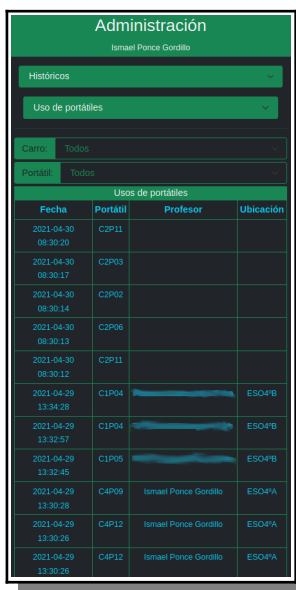 Administración
Ismael Ponce Gordillo
Históricos
Uso de portátiles
Carro: Todos
Portátil: Todos
Usos de portátiles
Fecha Portátil Profesor Ubicación
2021-04-30 C2P11
08:30:20
2021-04-30 C2P03
08:30:17
2021-04-30 C2P02
08:30:14
2021-04-30 C2P06
08:30:13
2021-04-30 C2P11
08:30:12
2021-04-29 C1P04 ESO4ºB
13:34:28
2021-04-29 C1P04 ESO4ºB
13:32:57
2021-04-29 C1P05 ESO4ºB
13:32:45
2021-04-29 C4P09 Ismael Ponce Gordillo ESO4ºA
13:30:28
2021-04-29 C4P12 Ismael Ponce Gordillo ESO4ºA
13:30:26
2021-04-29 C4P12 Ismael Ponce Gordillo ESO4ºA
13:30:26